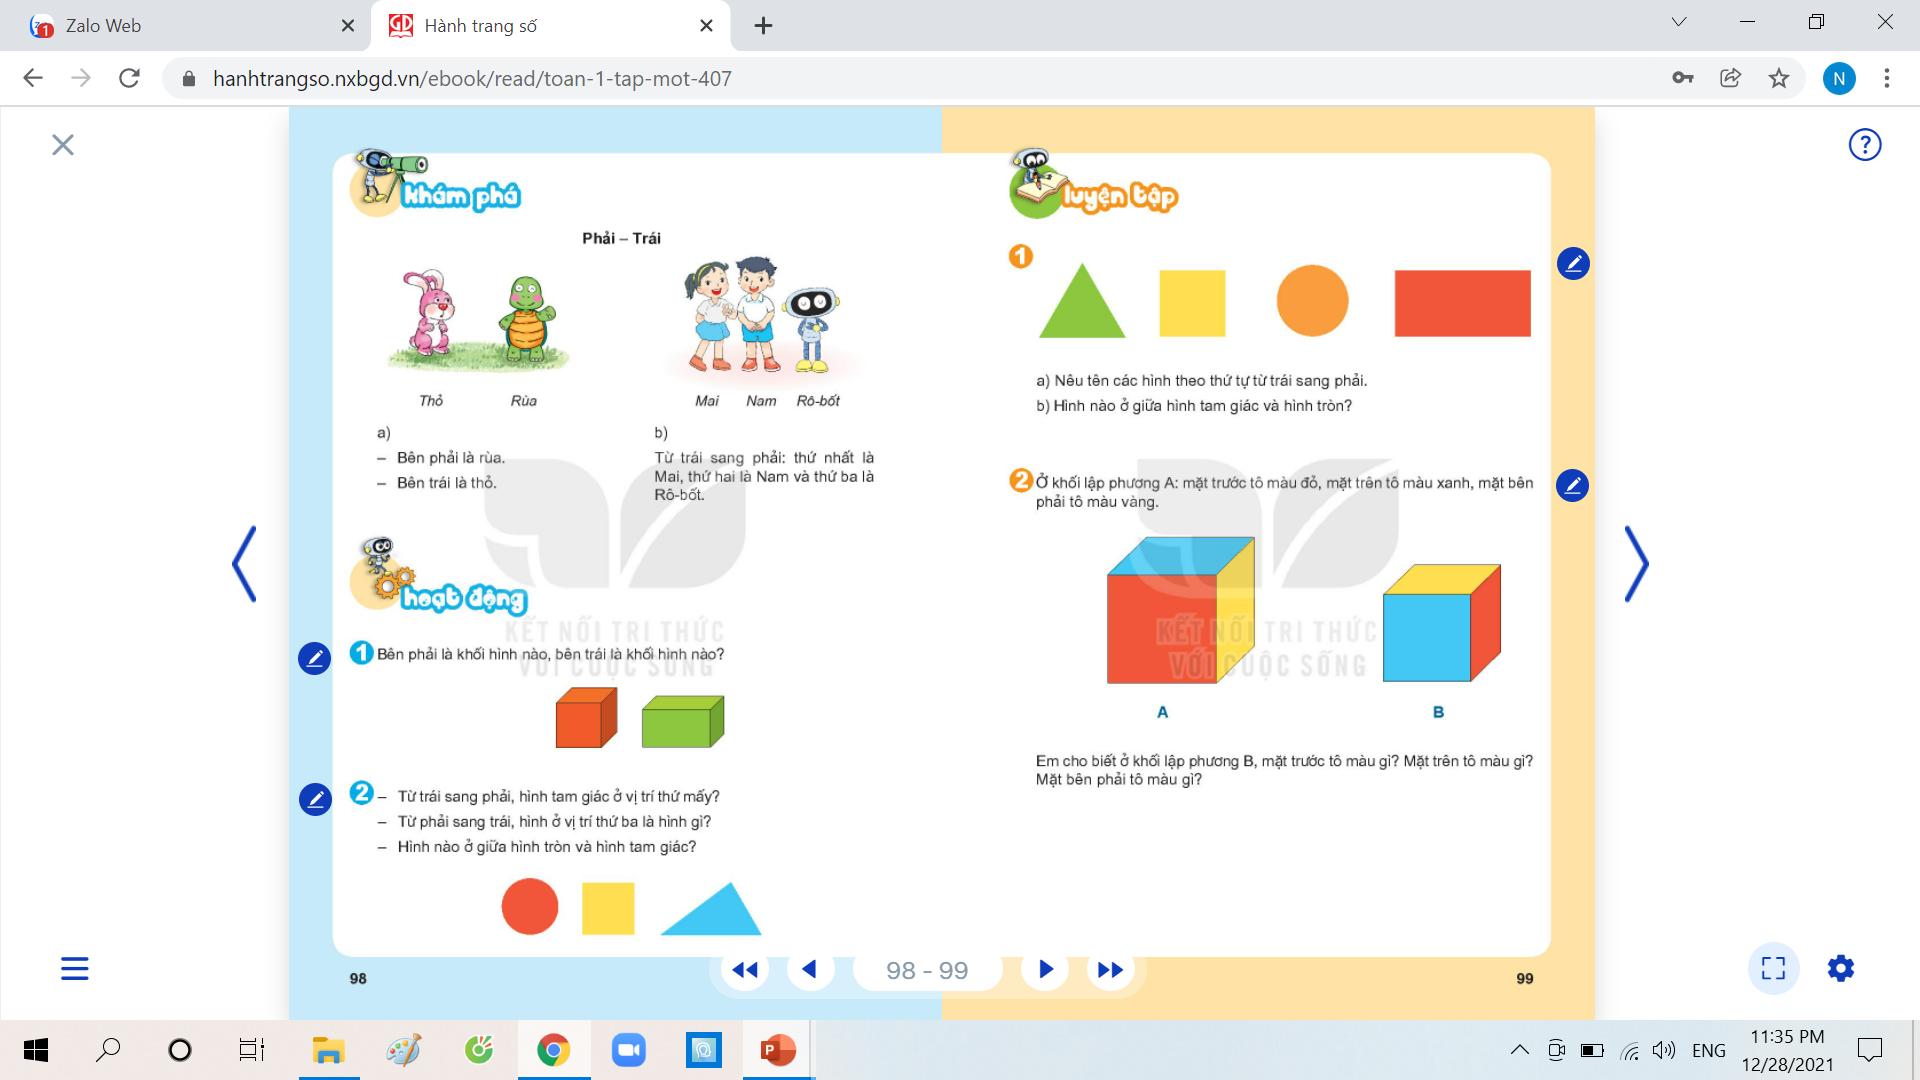 Zalo Web
Hành trang số
hanhtrangso.nxbgd.vn/ebook/read/toan-1-tap-mot-407
N
khám phá
Phải – Trái
Thỏ Rùa
Mai Nam Rô-bốt
a)
– Bên phải là rùa.
– Bên trái là thỏ.
b)
Từ trái sang phải: thứ nhất là
Mai, thứ hai là Nam và thứ ba là
Rô-bốt.
hoạt động
KẾT NỐI TRI THỨC
VỚI CUỘC SỐNG
1 Bên phải là khối hình nào, bên trái là khối hình nào?
2 – Từ trái sang phải, hình tam giác ở vị trí thứ mấy?
– Từ phải sang trái, hình ở vị trí thứ ba là hình gì?
– Hình nào ở giữa hình tròn và hình tam giác?
98
luyện tập
1
a) Nêu tên các hình theo thứ tự từ trái sang phải.
b) Hình nào ở giữa hình tam giác và hình tròn?
2 Ở khối lập phương A: mặt trước tô màu đỏ, mặt trên tô màu xanh, mặt bên
phải tô màu vàng.
KẾT NỐI TRI THỨC
VỚI CUỘC SỐNG
A B
Em cho biết ở khối lập phương B, mặt trước tô màu gì? Mặt trên tô màu gì?
Mặt bên phải tô màu gì?
99
98 - 99
ENG
11:35 PM
12/28/2021